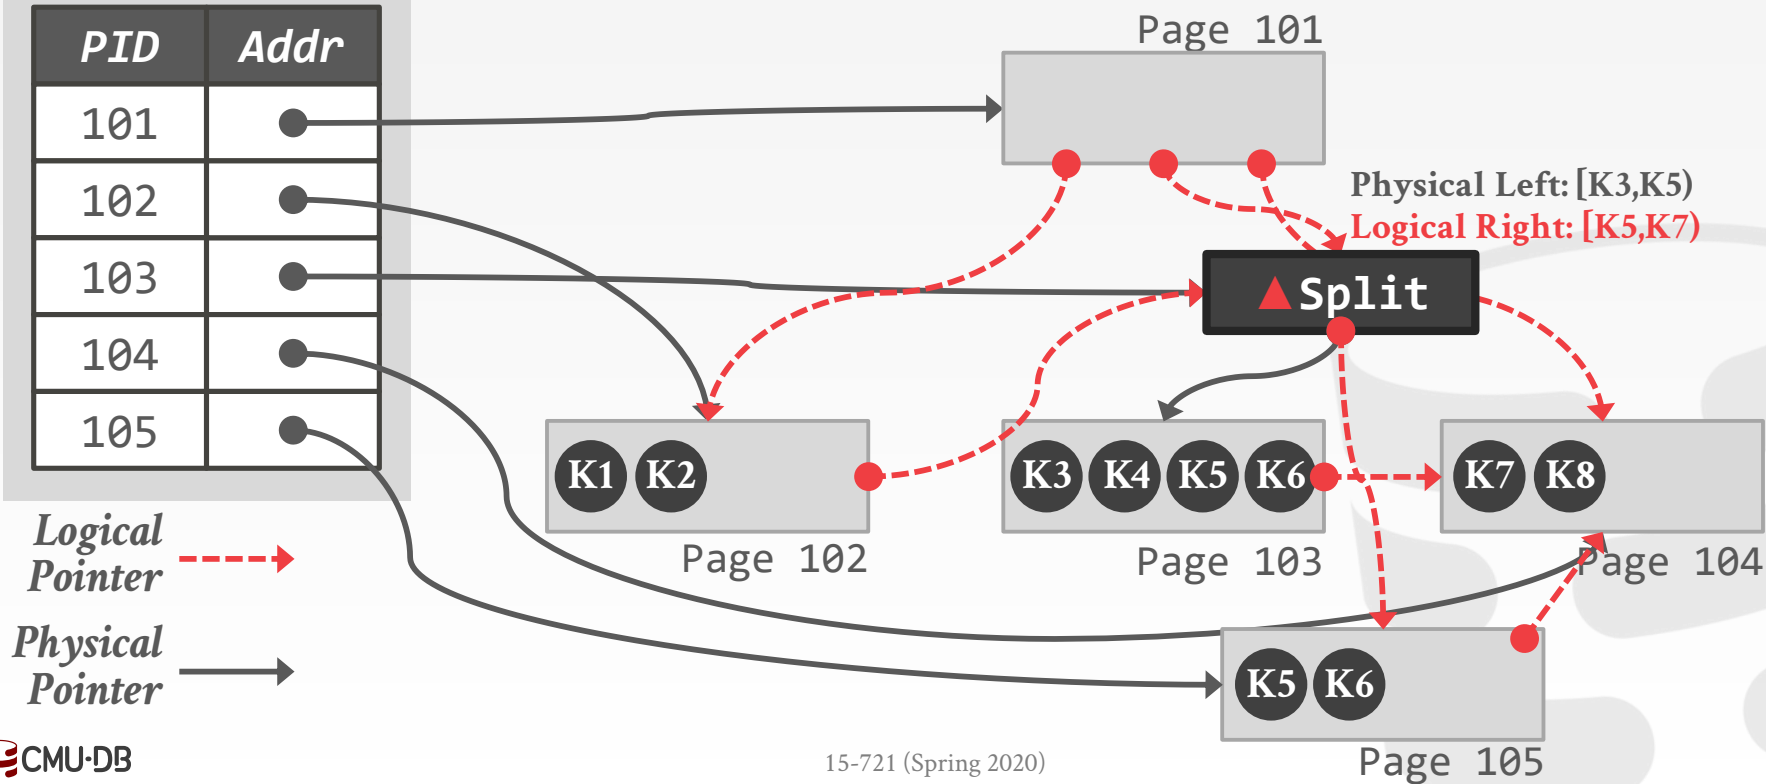 PID Addr
101
102
103
104
105
Logical
Pointer
Physical
Pointer
Page 101
Physical Left: [K3,K5)
Logical Right: [K5,K7)
▲Split
K1 K2
Page 102
K3 K4 K5 K6
Page 103
K7 K8
Page 104
K5 K6
Page 105
CMU·DB
15-721 (Spring 2020)